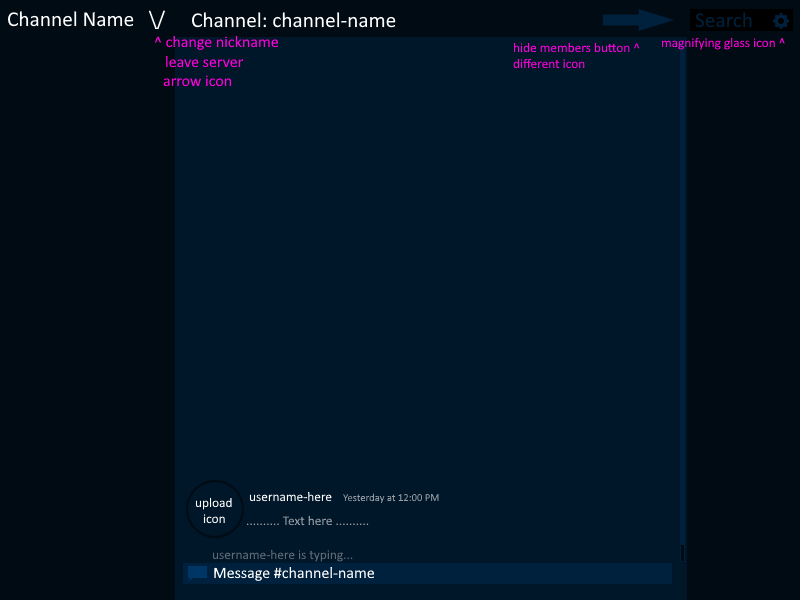 Channel Name \/ Channel: channel-name Search
^ change nickname
leave server
arrow icon
hide members button ^
different icon
magnifying glass icon ^
upload
icon
username-here Yesterday at 12:00 PM
.......... Text here ..........
username-here is typing...
Message #channel-name